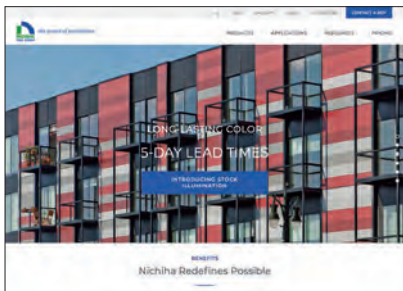 CONTACT A REP
the power of possibilities
PRODUCTS APPLICATIONS RESOURCES PRICING
LONG-LASTING COLOR
5-DAY LEAD TIMES
INTRODUCING STOCK
ILLUMINATION
BENEFITS
Nichiha Redefines Possible